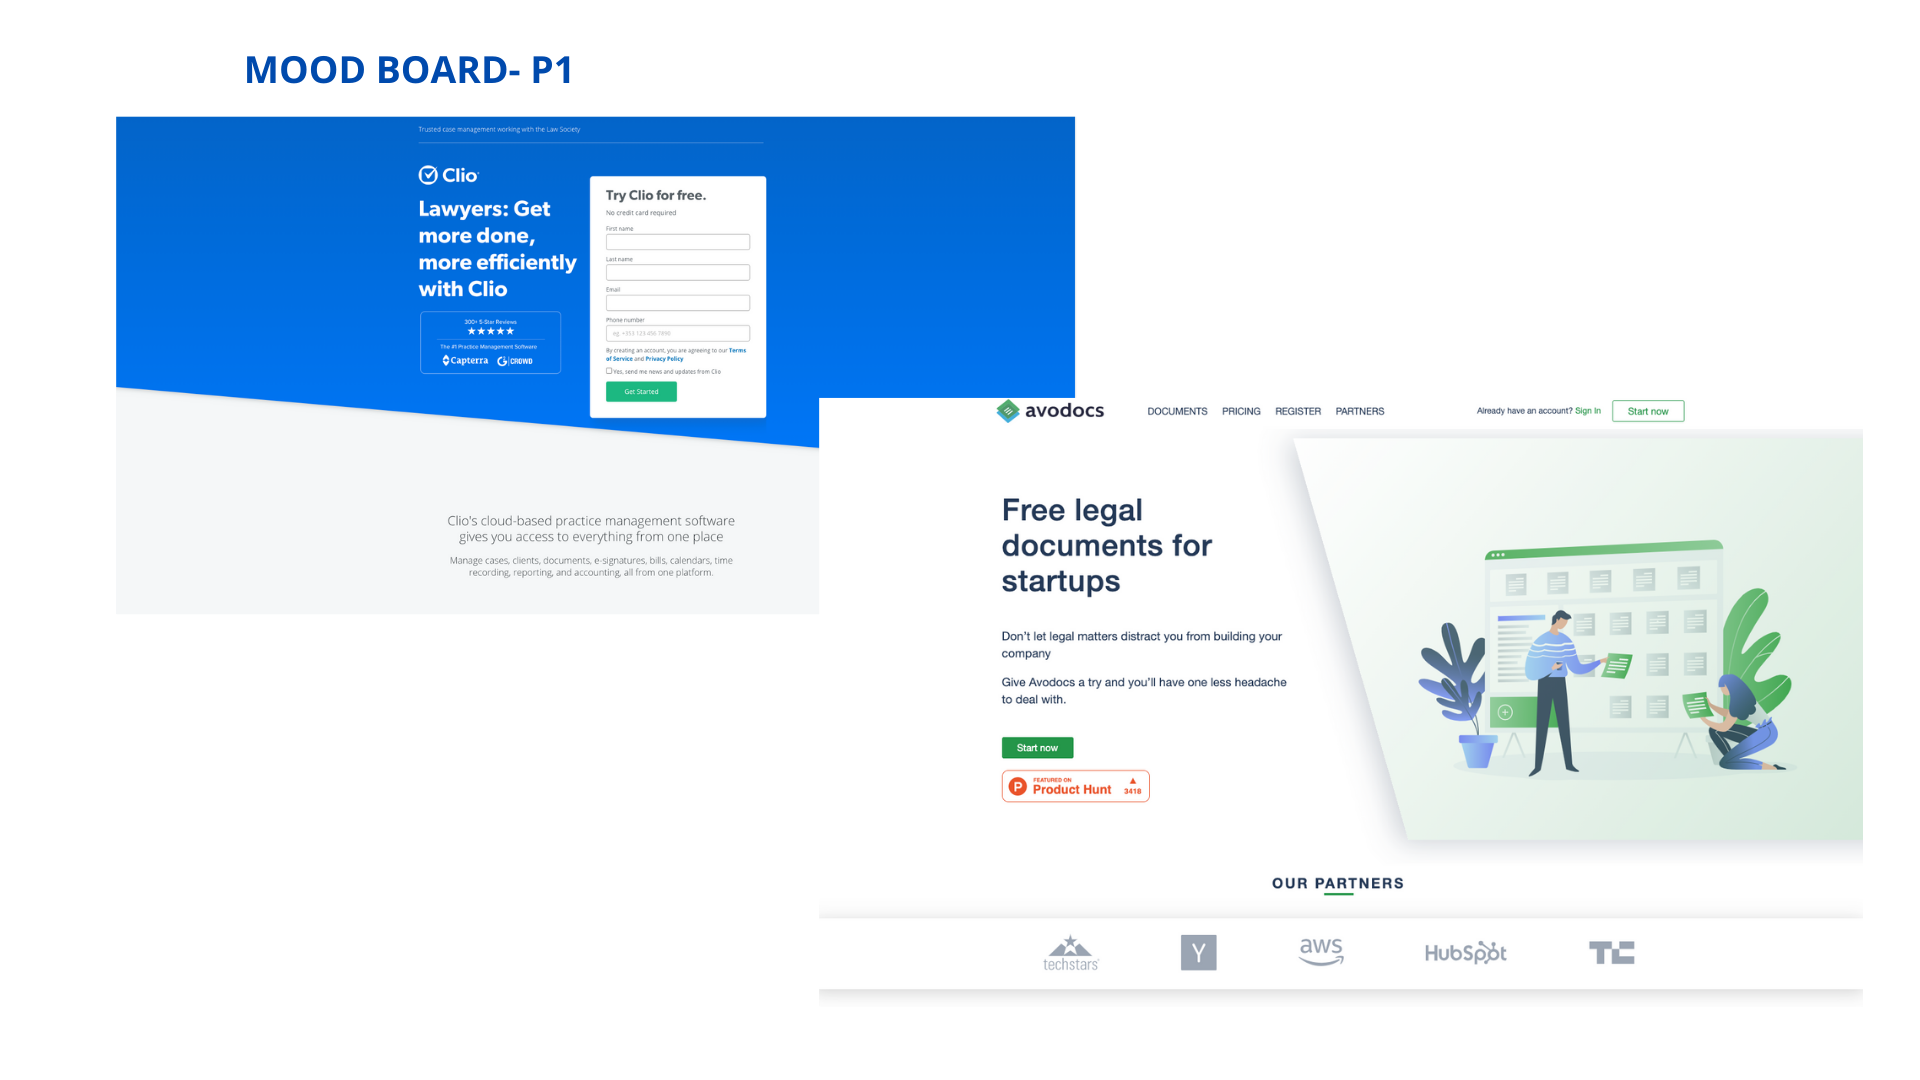 MOOD BOARD- P1
Trusted case management working with the Law Society
Clio
Lawyers: Get
more done,
more efficiently
with Clio
300+ 5-Star Reviews
★★★★★
The #1 Practice Management Software
Capterra G CROWD
Try Clio for free.
No credit card required
First name
Last name
Email
Phone number
eg. +353 123 456 7890
By creating an account, you are agreeing to our Terms
of Service and Privacy Policy
Yes, send me news and updates from Clio
Get Started
Clio's cloud-based practice management software
gives you access to everything from one place
Manage cases, clients, documents, e-signatures, bills, calendars, time
recording, reporting, and accounting, all from one platform.
avodocs
DOCUMENTS PRICING REGISTER PARTNERS
Already have an account? Sign In
Start now
Free legal
documents for
startups
Don't let legal matters distract you from building your
company
Give Avodocs a try and you'll have one less headache
to deal with.
Start now
P
FEATURED ON
Product Hunt
3418
OUR PARTNERS
techstars
Y
aws
HubSpot
TC